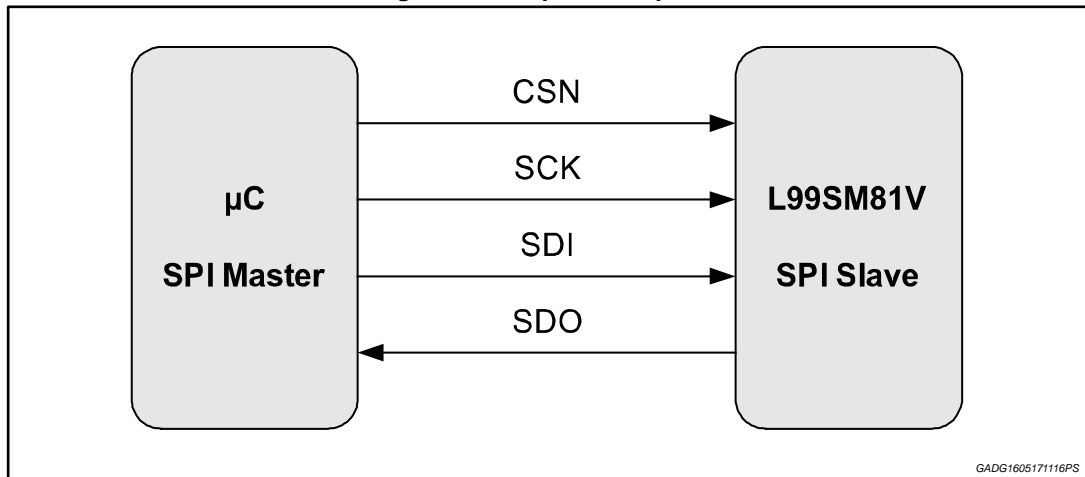 CSN
SCK
SDI
SDO
µC
SPI Master
L99SM81V
SPI Slave
GADG1605171116PS